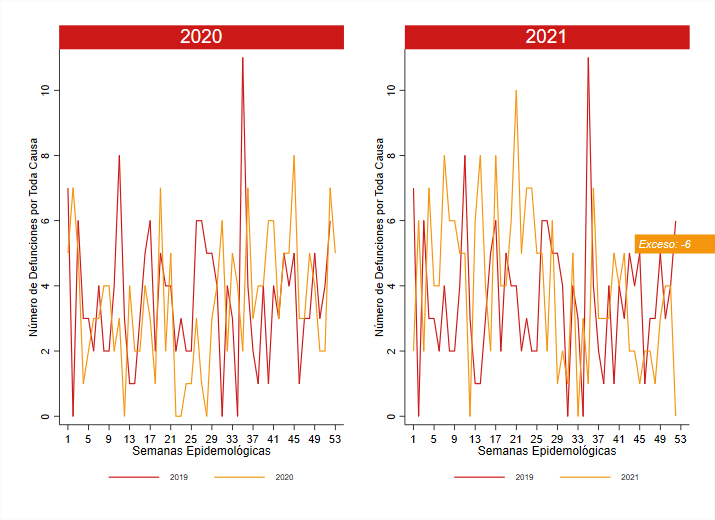 2020
2021
Número de Defunciones por Toda Causa
0 2 4 6 8 10
1 5 9 13 17 21 25 29 33 37 41 45 49 53
Semanas Epidemiológicas
2019 2020
Número de Defunciones por Toda Causa
0 2 4 6 8 10
Exceso: -6
1 5 9 13 17 21 25 29 33 37 41 45 49 53
Semanas Epidemiológicas
2019 2021